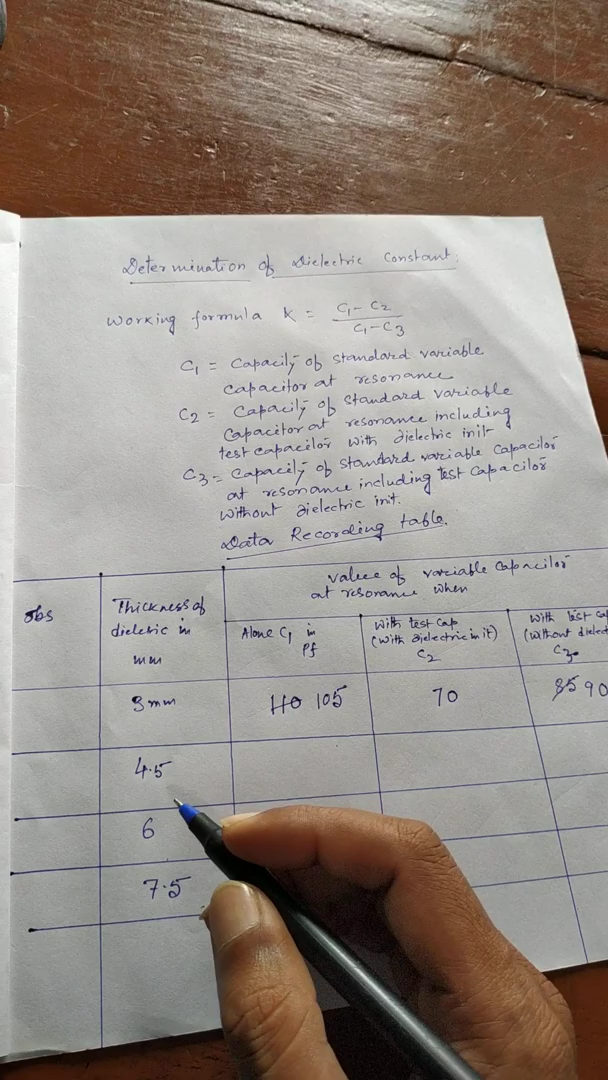 Determination of Dielectric Constant:
Working formula K = C1 - C2 / C1 - C3
C1 = Capacity of standard variable
capacitor at resonance
C2 = Capacity of standard variable
Capacitor at resonance including
test capacitor with dielectric init
C3 = Capacity of standard variable capacitor
at resonance including test capacitor
without dielectric init.
Data Recording table.
Obs
Thickness of
dieletric in
mm
value of variable capacitor
at resonance when
Alone C1 in
Pf
With test cap
(With dielectric in it)
C2
With test
(Without
C3
3mm 110 105 70 85 90
4.5
6
7.5